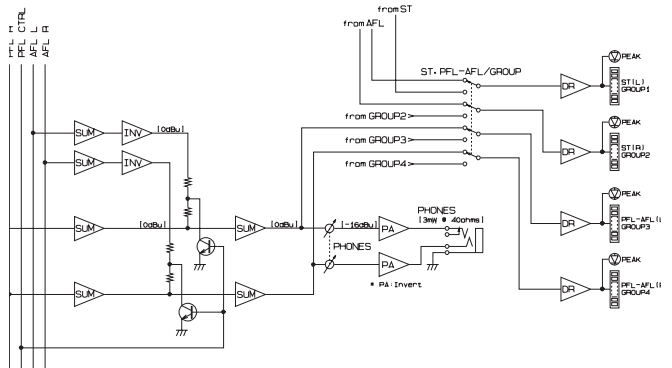 PFL CTRL
AFL L
AFL R
from ST
from AFL
ST, PFL-AFL/GROUP
from GROUP2
from GROUP3
from GROUP4
SUM
INV
[0dBu]
SUM
INV
SUM
[0dBu]
SUM
[0dBu]
SUM
SUM
[-16dBu]
PA
PHONES
[3mW @ 40ohms]
PHONES
PA
* PA:Invert
DR
PEAK
ST(L)
GROUP1
DR
PEAK
ST(R)
GROUP2
DR
PEAK
PFL-AFL(L
GROUP3
DR
PEAK
PFL-AFL(R
GROUP4